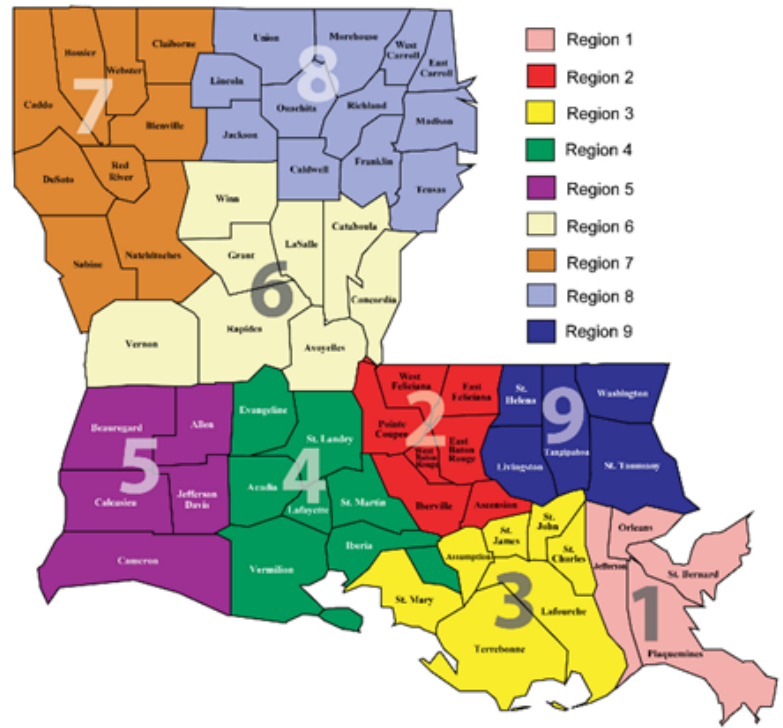 Bossier
Claiborne
Webster
Caddo
7
Bienville
DeSoto
Red
River
Sabine
Natchitoches
Union
Morehouse
West
Carroll
East
Carroll
8
Lincoln
Ouachita
Richland
Madison
Jackson
Caldwell
Franklin
Tensas
Winn
Grant
LaSalle
Catahoula
6
Concordia
Rapides
Vernon
Avoyelles
Beauregard
Allen
5
Calcasieu
Jefferson
Davis
Cameron
Evangeline
St. Landry
4
Acadia
Lafayette
St. Martin
Iberia
Vermilion
West
Feliciana
East
Feliciana
2
Pointe
Coupee
West
Baton
Rouge
East
Baton
Rouge
Iberville
Ascension
St.
Helena
9
Washington
Tangipahoa
Livingston
St. Tammany
St.
James
St.
John
St.
Charles
Assumption
St. Mary
3
Lafourche
Terrebonne
Orleans
Jefferson
St. Bernard
1
Plaquemines
Region 1
Region 2
Region 3
Region 4
Region 5
Region 6
Region 7
Region 8
Region 9